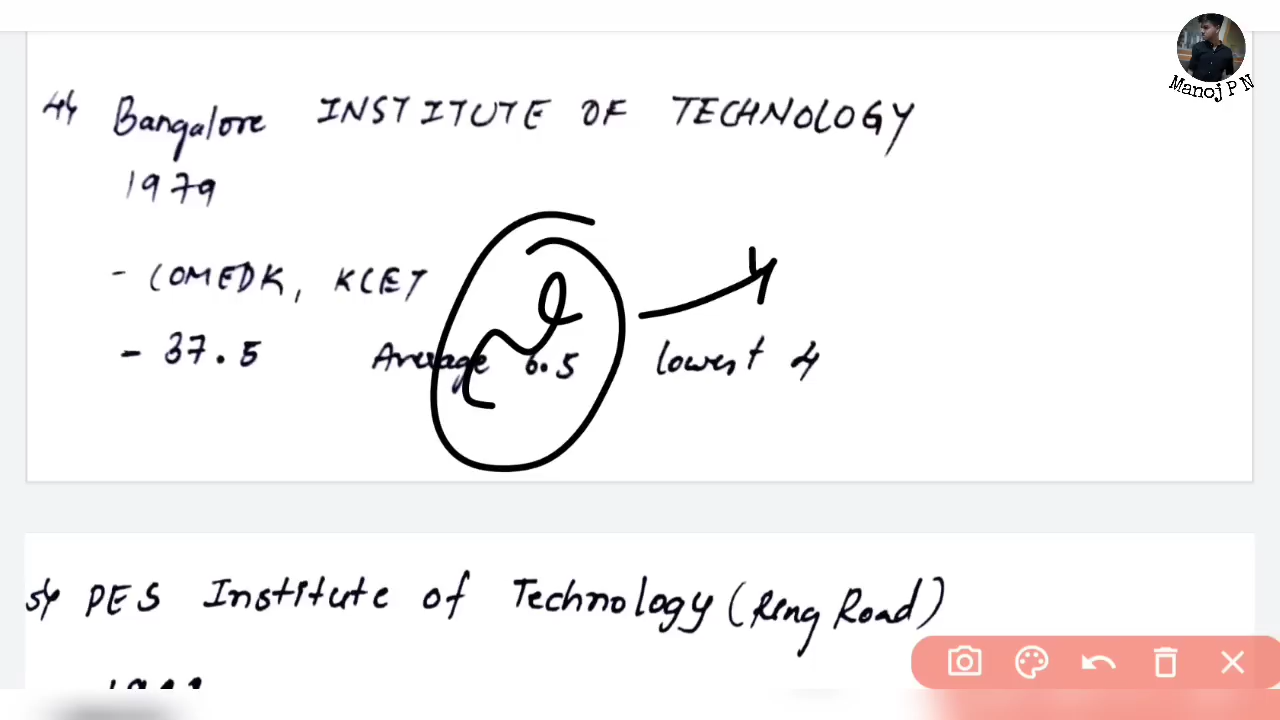 Manoj P N
4) Bangalore INSTITUTE OF TECHNOLOGY
1979
- COMEDK, KCET
- 37.5 Average 6.5 lowest 4
5) PES Institute of Technology (Ring Road)